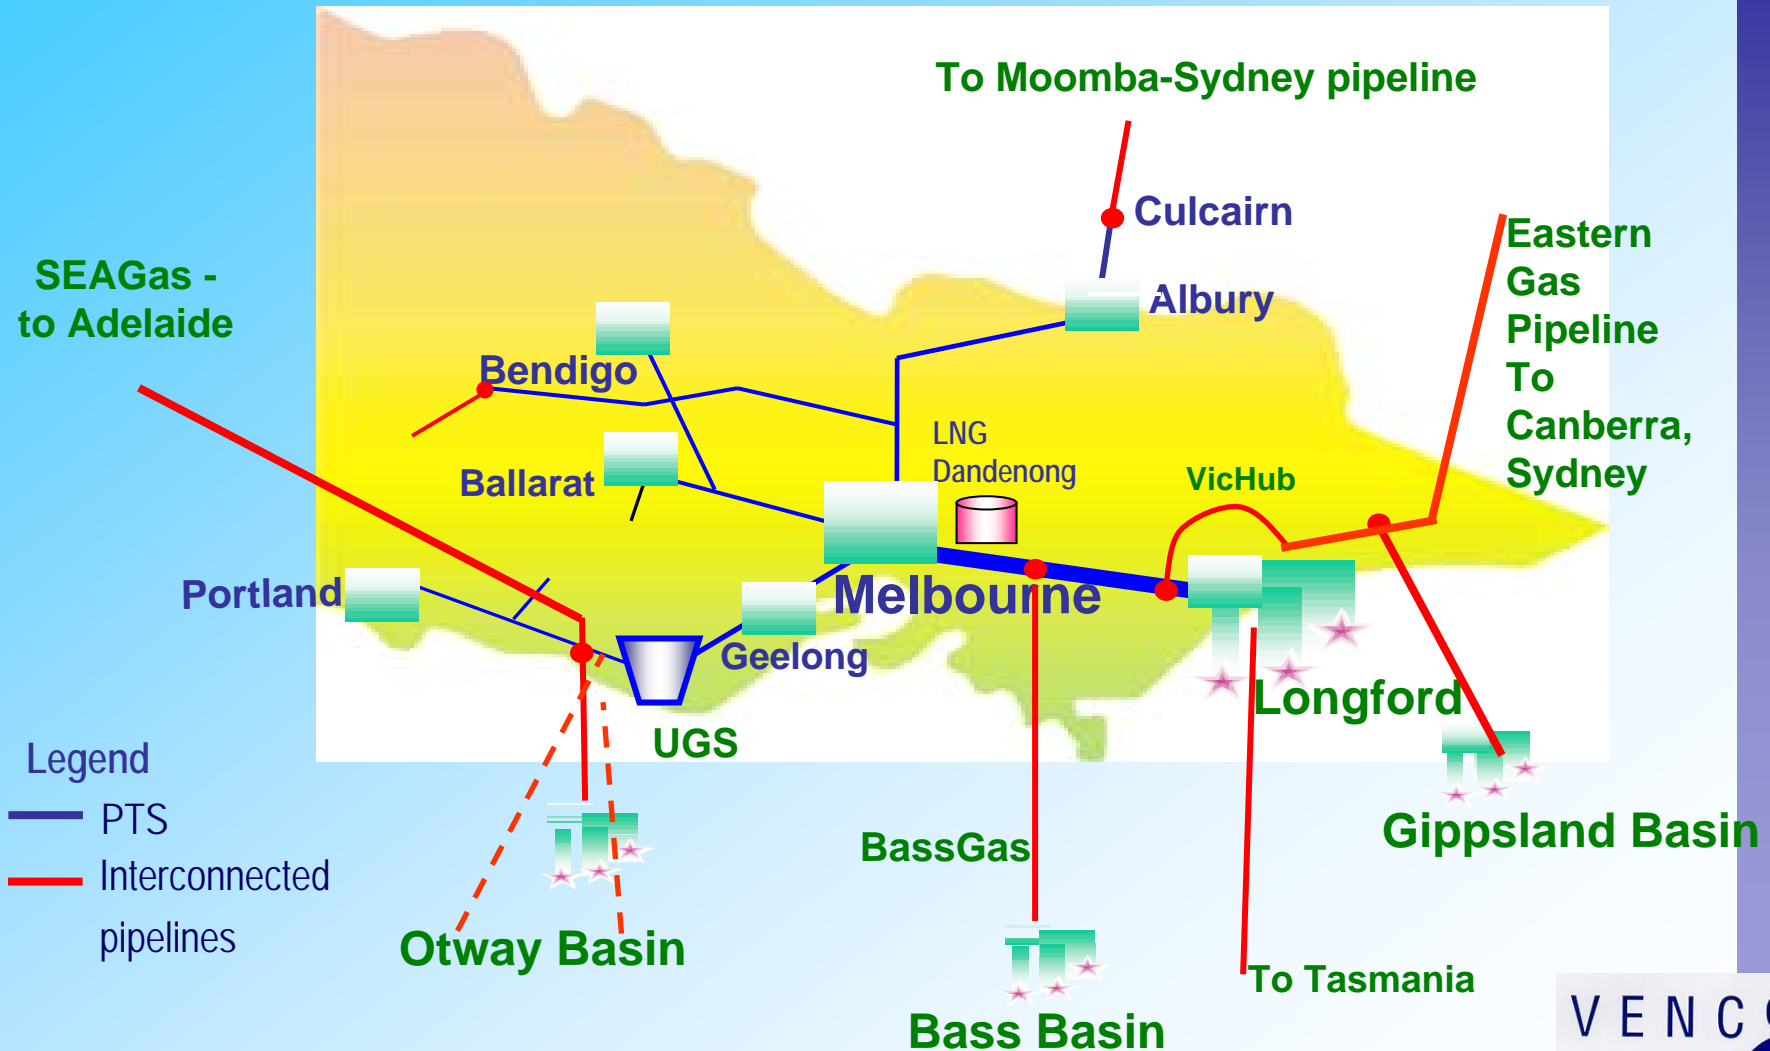 To Moomba-Sydney pipeline
Culcairn
Albury
SEAGas -
to Adelaide
Eastern
Gas
Pipeline
To
Canberra,
Sydney
Bendigo
LNG
Dandenong
Ballarat
VicHub
Portland
Melbourne
Geelong
Longford
UGS
Legend
PTS
Interconnected
pipelines
BassGas
Gippsland Basin
Otway Basin
To Tasmania
Bass Basin